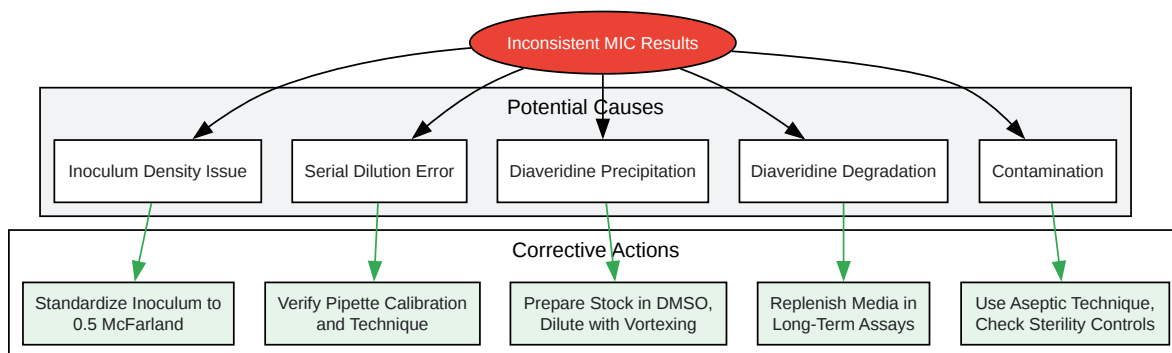 Inconsistent MIC Results
Potential Causes
Inoculum Density Issue
Serial Dilution Error
Diaveridine Precipitation
Diaveridine Degradation
Contamination
Corrective Actions
Standardize Inoculum to
0.5 McFarland
Verify Pipette Calibration
and Technique
Prepare Stock in DMSO,
Dilute with Vortexing
Replenish Media in
Long-Term Assays
Use Aseptic Technique,
Check Sterility Controls